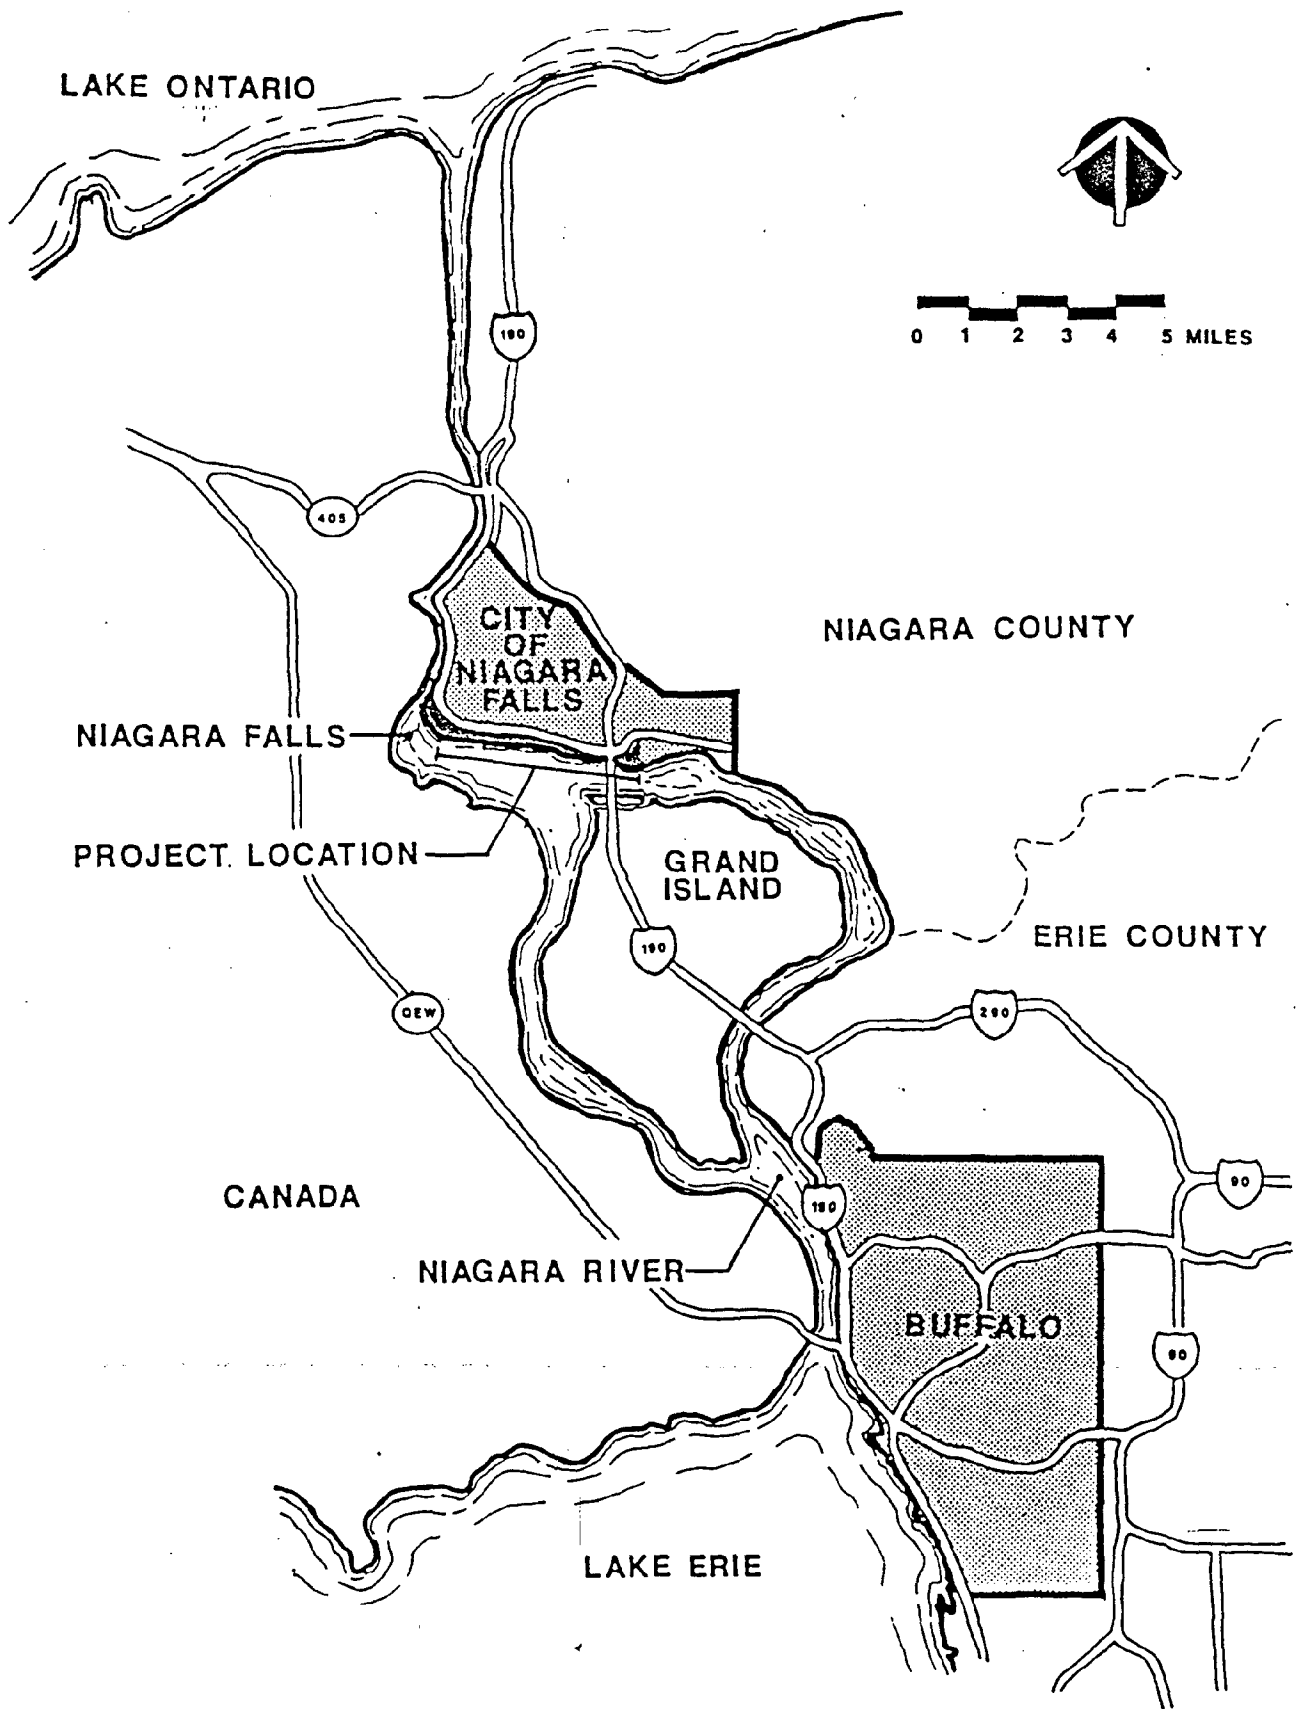 LAKE ONTARIO
0 1 2 3 4 5 MILES
190
405
CITY
OF
NIAGARA
FALLS
NIAGARA COUNTY
NIAGARA FALLS
PROJECT LOCATION
GRAND
ISLAND
190
ERIE COUNTY
QEW
290
CANADA
90
190
NIAGARA RIVER
BUFFALO
90
LAKE ERIE